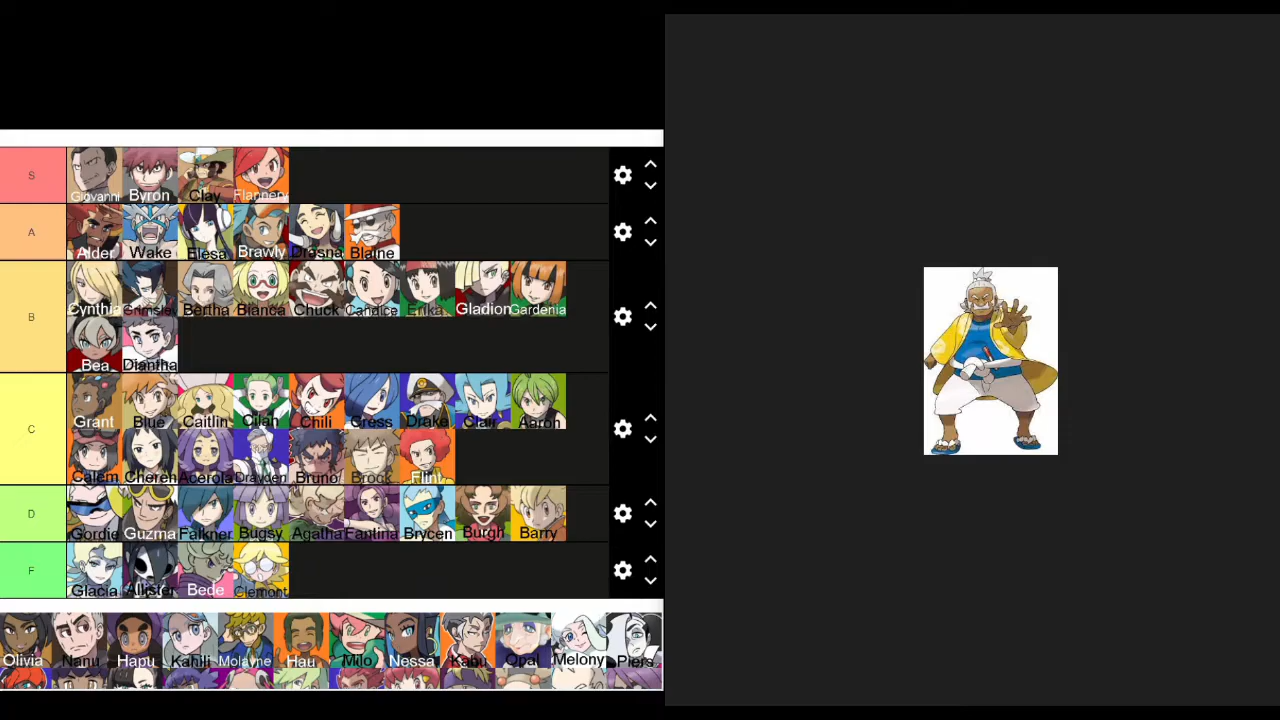 S
Giovanni Byron Clay Flannery
A
Alder Wake Elesa Brawly Drasna Blaine
B
Cynthia Grimsley Bertha Bianca Chuck Candice Erika Gladion Gardenia
Bea Diantha
C
Grant Blue Caitlin Cilan Chili Cress Drake Clair Aaron
Calem Cheren Acerola Drayden Bruno Brock Flint
D
Gordie Guzma Falkner Bugsy Agatha Fantina Brycen Burgh Barry
F
Glacia Allister Bede Clemont
Olivia Nanu Hapu Kahili Molayne Hau Milo Nessa Kabu Opal Melony Piers